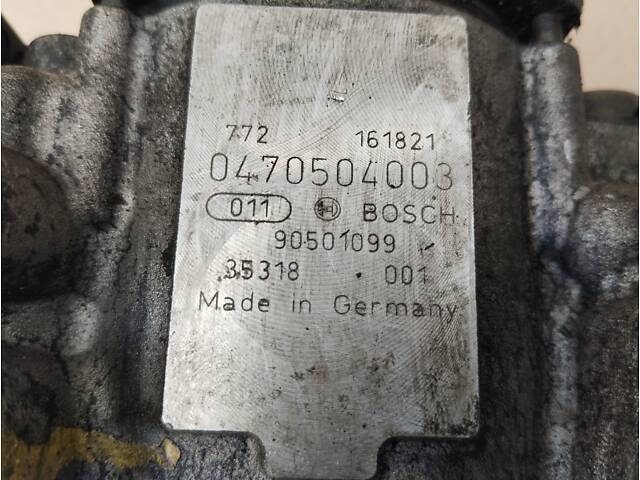 772 161821
0470504003
011 BOSCH
90501099
35318 001
Made in Germany